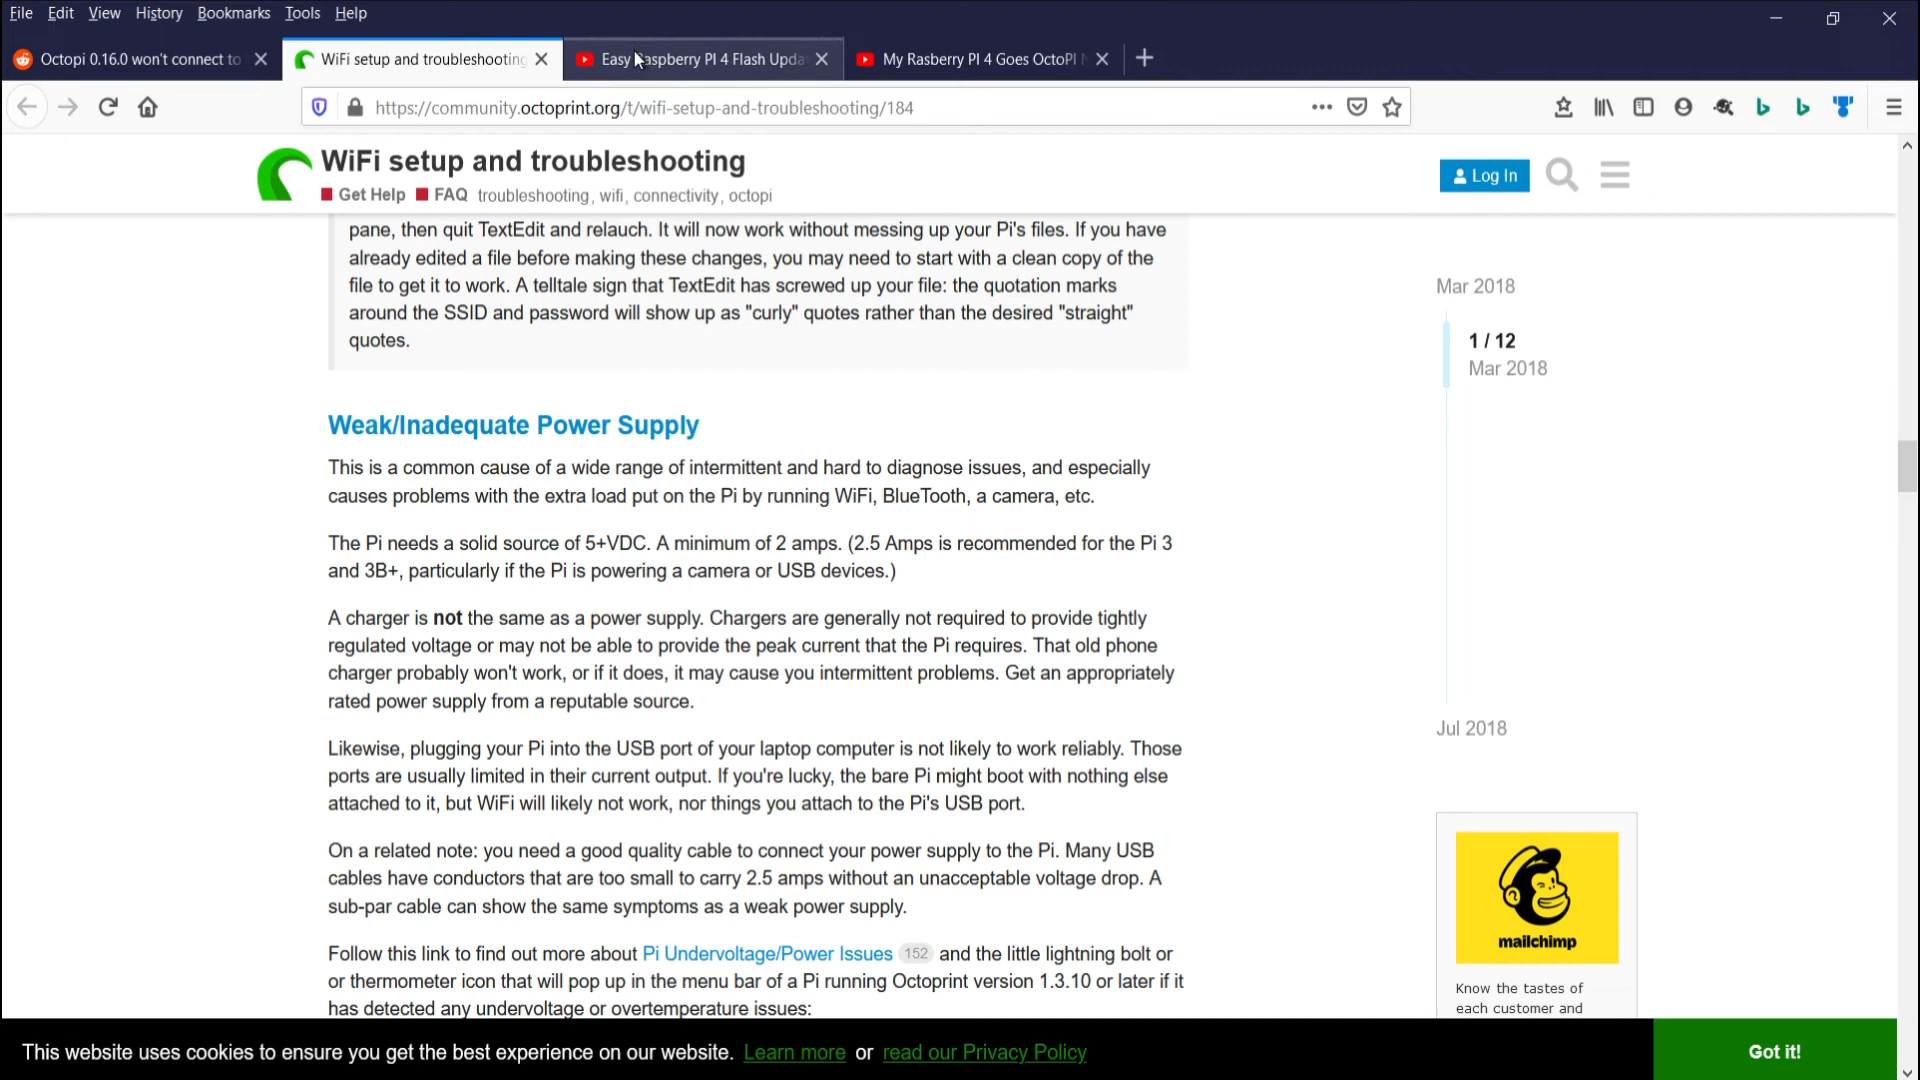 File Edit View History Bookmarks Tools Help
Octopi 0.16.0 won't connect to
WiFi setup and troubleshooting
Easy Raspberry PI 4 Flash Upda
My Rasberry PI 4 Goes OctoPI
https://community.octoprint.org/t/wifi-setup-and-troubleshooting/184
WiFi setup and troubleshooting
Get Help FAQ troubleshooting, wifi, connectivity, octopi
Log In
pane, then quit TextEdit and relauch. It will now work without messing up your Pi's files. If you have
already edited a file before making these changes, you may need to start with a clean copy of the
file to get it to work. A telltale sign that TextEdit has screwed up your file: the quotation marks
around the SSID and password will show up as "curly" quotes rather than the desired "straight"
quotes.
Weak/Inadequate Power Supply
This is a common cause of a wide range of intermittent and hard to diagnose issues, and especially
causes problems with the extra load put on the Pi by running WiFi, BlueTooth, a camera, etc.
The Pi needs a solid source of 5+VDC. A minimum of 2 amps. (2.5 Amps is recommended for the Pi 3
and 3B+, particularly if the Pi is powering a camera or USB devices.)
A charger is not the same as a power supply. Chargers are generally not required to provide tightly
regulated voltage or may not be able to provide the peak current that the Pi requires. That old phone
charger probably won't work, or if it does, it may cause you intermittent problems. Get an appropriately
rated power supply from a reputable source.
Likewise, plugging your Pi into the USB port of your laptop computer is not likely to work reliably. Those
ports are usually limited in their current output. If you're lucky, the bare Pi might boot with nothing else
attached to it, but WiFi will likely not work, nor things you attach to the Pi's USB port.
On a related note: you need a good quality cable to connect your power supply to the Pi. Many USB
cables have conductors that are too small to carry 2.5 amps without an unacceptable voltage drop. A
sub-par cable can show the same symptoms as a weak power supply.
Follow this link to find out more about Pi Undervoltage/Power Issues 152 and the little lightning bolt or
or thermometer icon that will pop up in the menu bar of a Pi running Octoprint version 1.3.10 or later if it
has detected any undervoltage or overtemperature issues:
Mar 2018
1 / 12
Mar 2018
Jul 2018
mailchimp
Know the tastes of
each customer and
This website uses cookies to ensure you get the best experience on our website. Learn more or read our Privacy Policy
Got it!